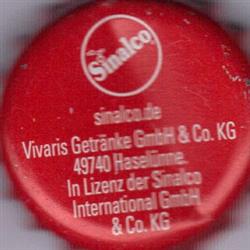 Sinalco
sinalco.de
Vivaris Getränke GmbH & Co. KG
49740 Haselünne.
In Lizenz der Sinalco
International GmbH
& Co. KG